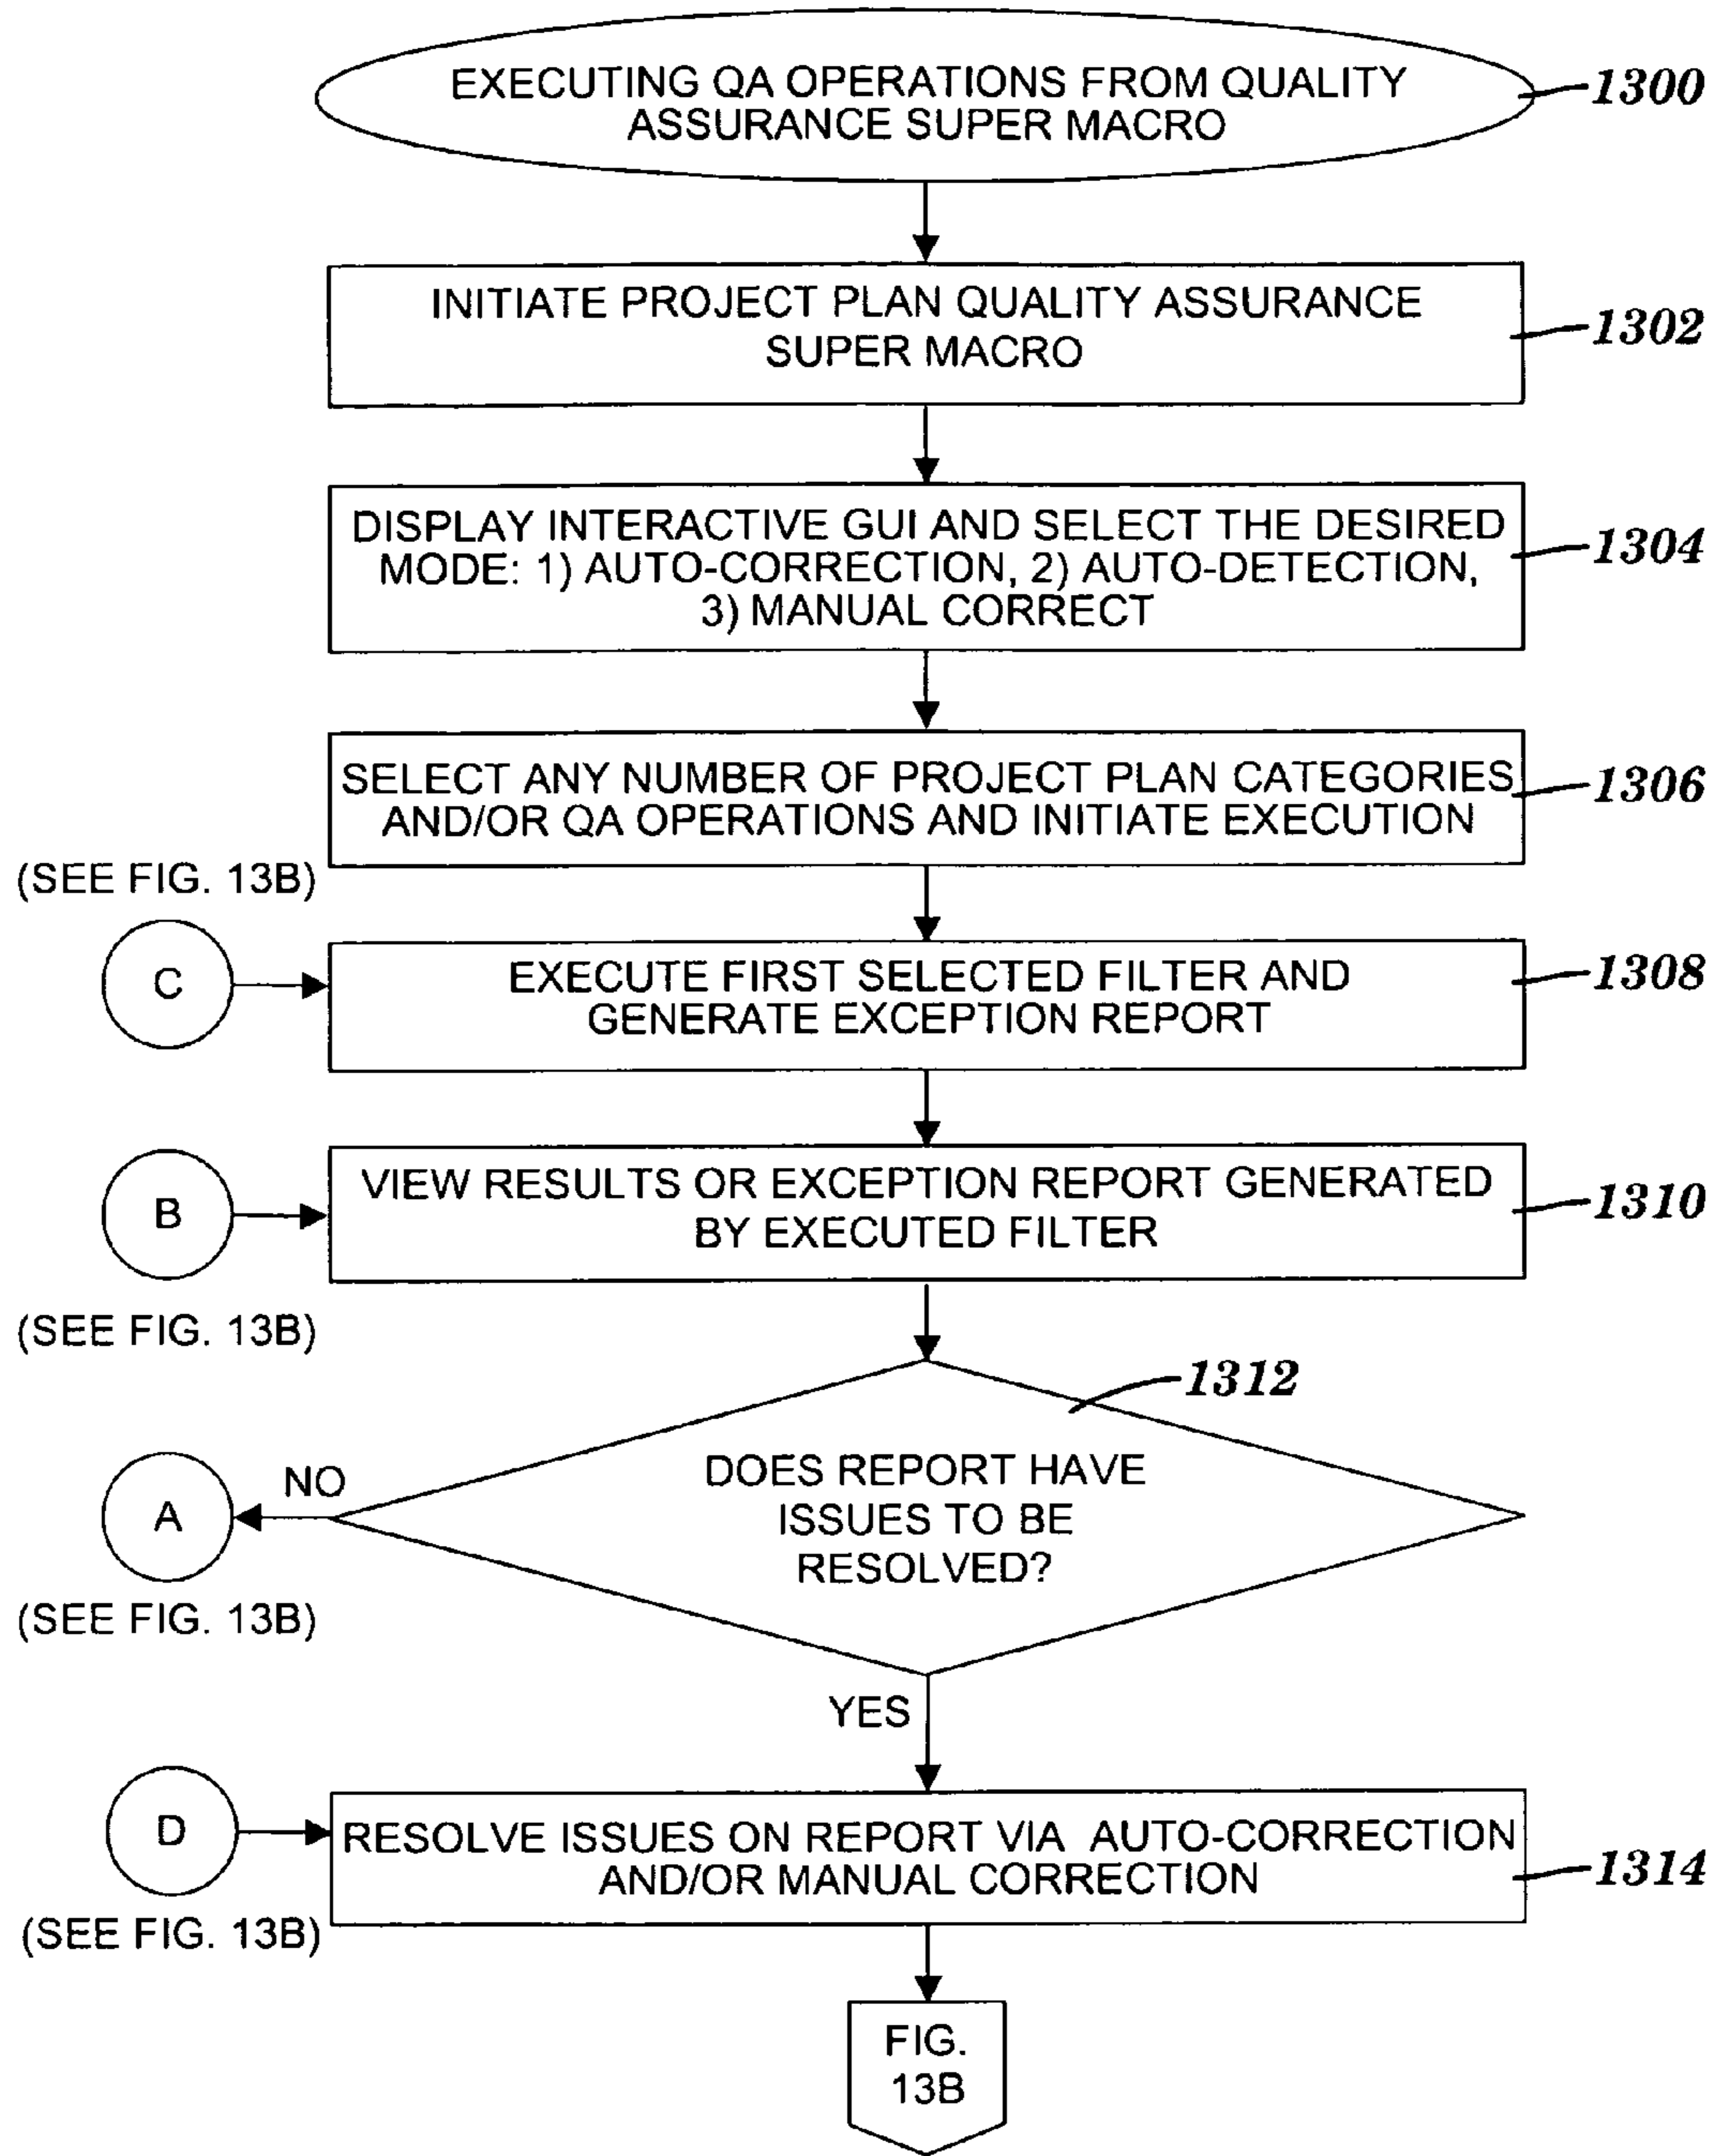 EXECUTING QA OPERATIONS FROM QUALITY
ASSURANCE SUPER MACRO
1300
INITIATE PROJECT PLAN QUALITY ASSURANCE
SUPER MACRO
1302
DISPLAY INTERACTIVE GUI AND SELECT THE DESIRED
MODE: 1) AUTO-CORRECTION, 2) AUTO-DETECTION,
3) MANUAL CORRECT
1304
SELECT ANY NUMBER OF PROJECT PLAN CATEGORIES
AND/OR QA OPERATIONS AND INITIATE EXECUTION
1306
(SEE FIG. 13B)
C
EXECUTE FIRST SELECTED FILTER AND
GENERATE EXCEPTION REPORT
1308
B
VIEW RESULTS OR EXCEPTION REPORT GENERATED
BY EXECUTED FILTER
1310
(SEE FIG. 13B)
1312
DOES REPORT HAVE
ISSUES TO BE
RESOLVED?
NO
A
(SEE FIG. 13B)
YES
D
RESOLVE ISSUES ON REPORT VIA AUTO-CORRECTION
AND/OR MANUAL CORRECTION
1314
(SEE FIG. 13B)
FIG.
13B